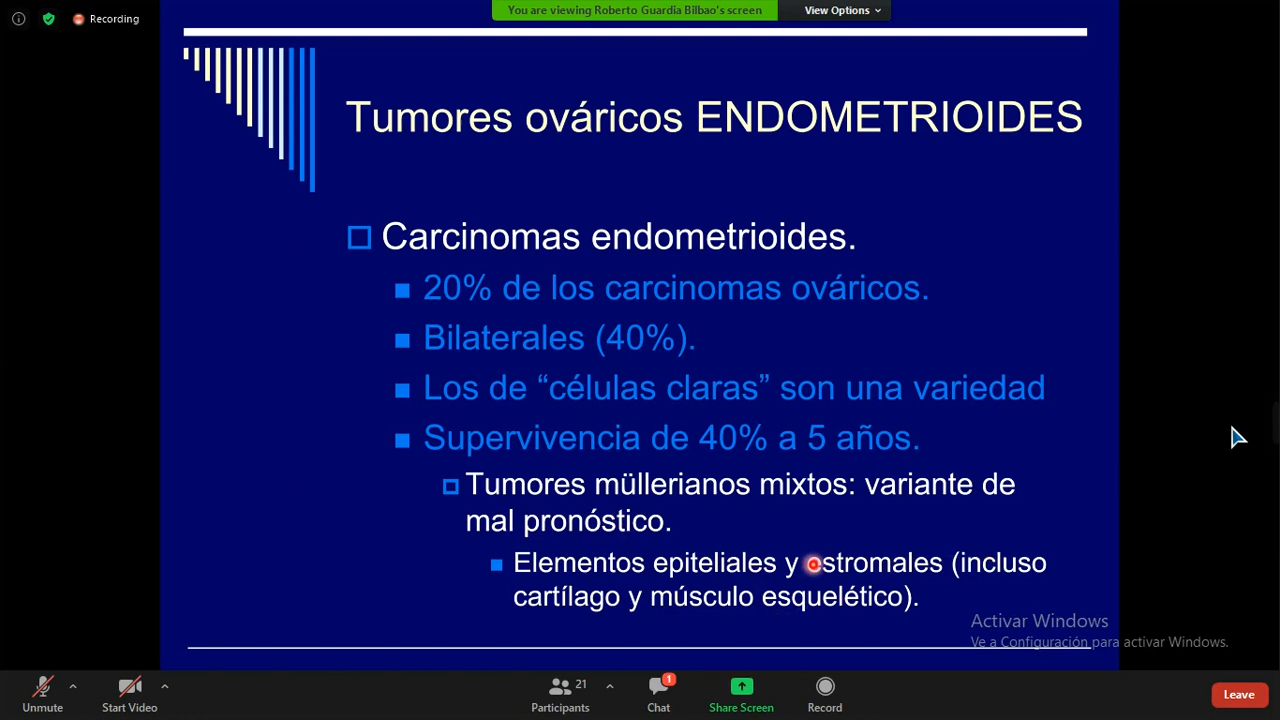 Recording
You are viewing Roberto Guardia Bilbao's screen
View Options
Tumores ováricos ENDOMETRIOIDES
Carcinomas endometrioides.
20% de los carcinomas ováricos.
Bilaterales (40%).
Los de “células claras” son una variedad
Supervivencia de 40% a 5 años.
Tumores müllerianos mixtos: variante de
mal pronóstico.
Elementos epiteliales y estromales (incluso
cartílago y músculo esquelético).
Activar Windows
Ve a Configuración para activar Windows.
Unmute
Start Video
21
Participants
1
Chat
Share Screen
Record
Leave